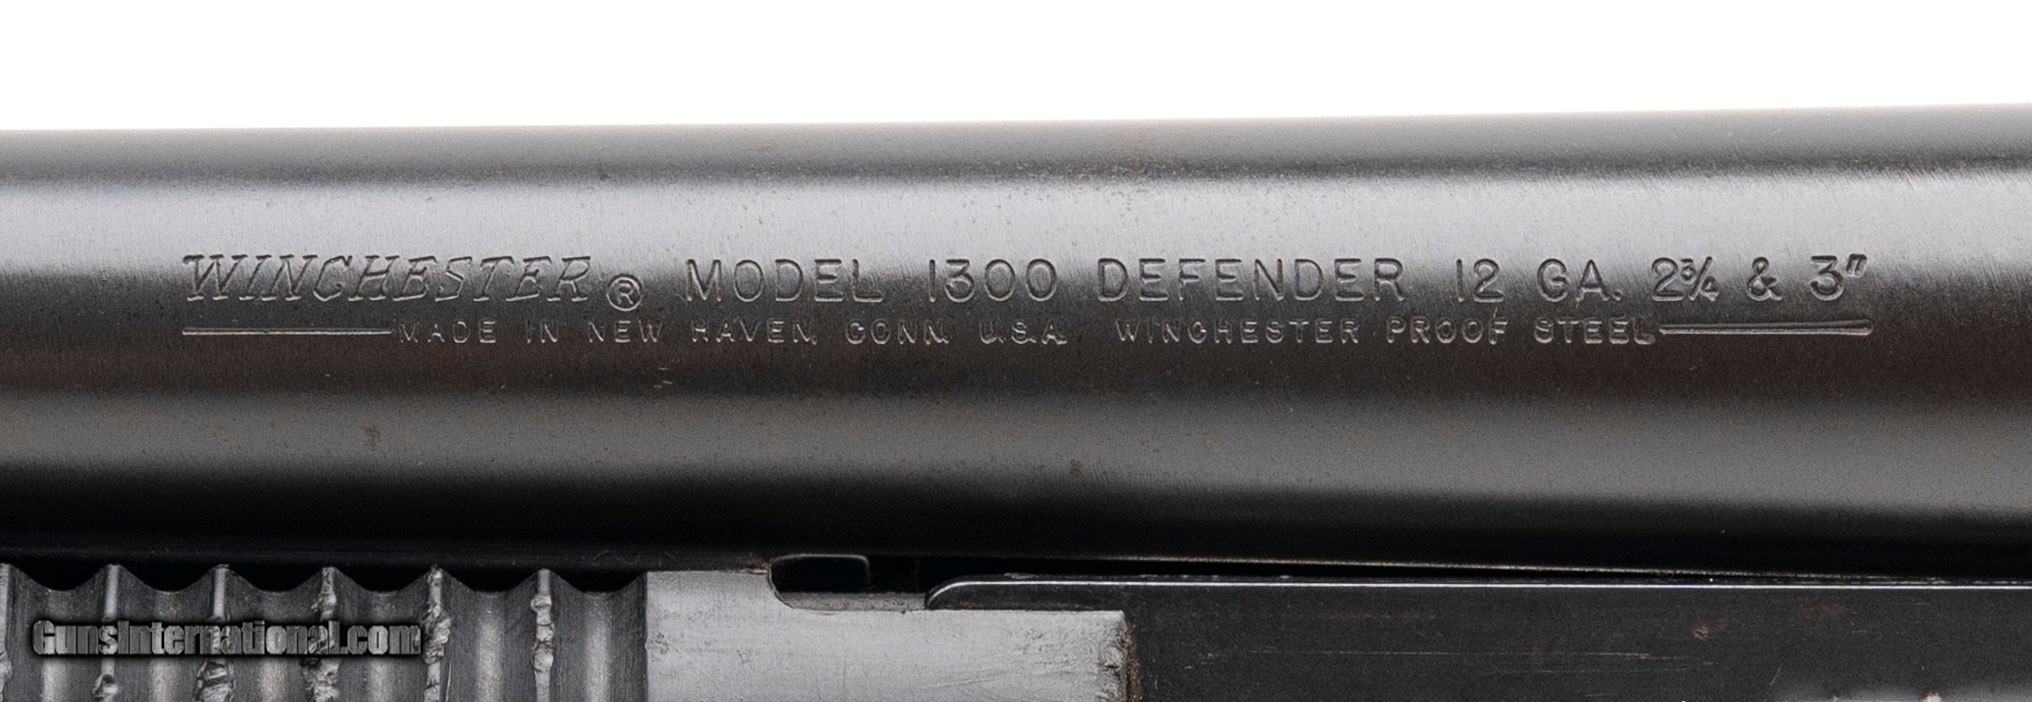 WINCHESTER® MODEL 1300 DEFENDER 12 GA. 2¾ & 3"
MADE IN NEW HAVEN, CONN. U.S.A. WINCHESTER PROOF STEEL
GunsInternational.com